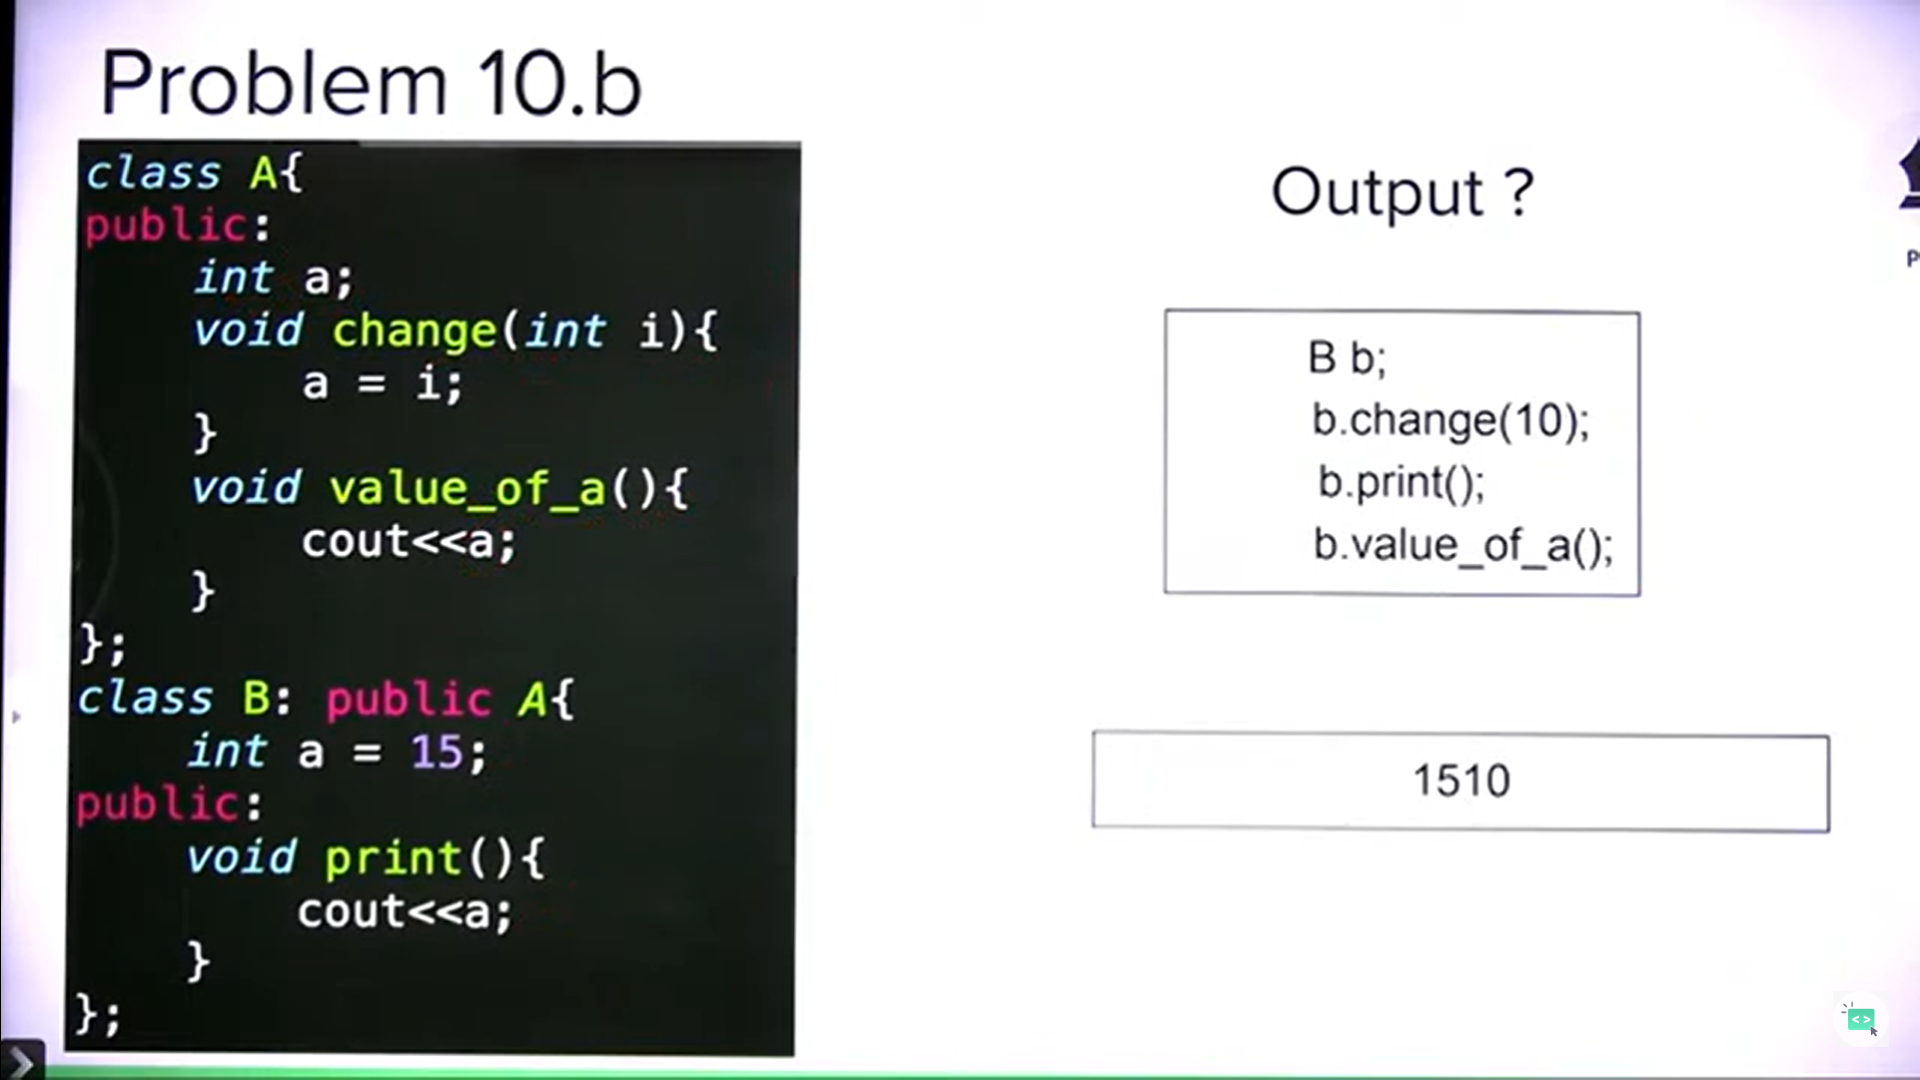 Problem 10.b
class A{
public:
int a;
void change(int i){
a = i;
}
void value_of_a(){
cout<<a;
}
};
class B: public A{
int a = 15;
public:
void print(){
cout<<a;
}
};
Output ?
B b;
b.change(10);
b.print();
b.value_of_a();
1510